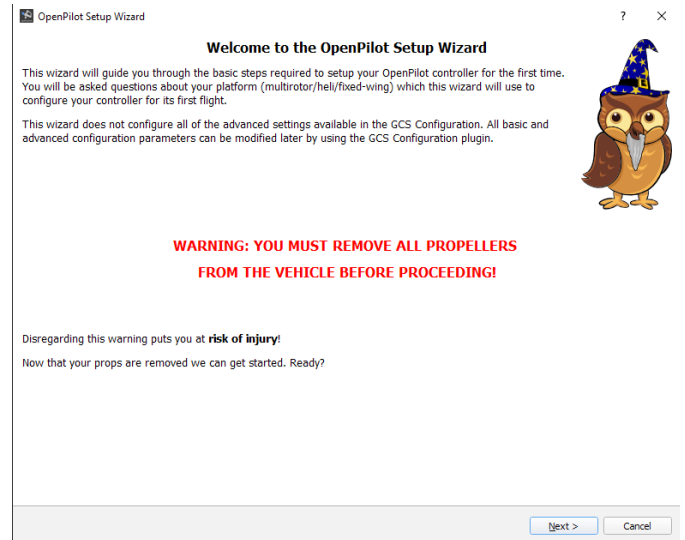 OpenPilot Setup Wizard
?
Welcome to the OpenPilot Setup Wizard
This wizard will guide you through the basic steps required to setup your OpenPilot controller for the first time.
You will be asked questions about your platform (multirotor/heli/fixed-wing) which this wizard will use to
configure your controller for its first flight.
This wizard does not configure all of the advanced settings available in the GCS Configuration. All basic and
advanced configuration parameters can be modified later by using the GCS Configuration plugin.
WARNING: YOU MUST REMOVE ALL PROPELLERS
FROM THE VEHICLE BEFORE PROCEEDING!
Disregarding this warning puts you at risk of injury!
Now that your props are removed we can get started. Ready?
Next > Cancel